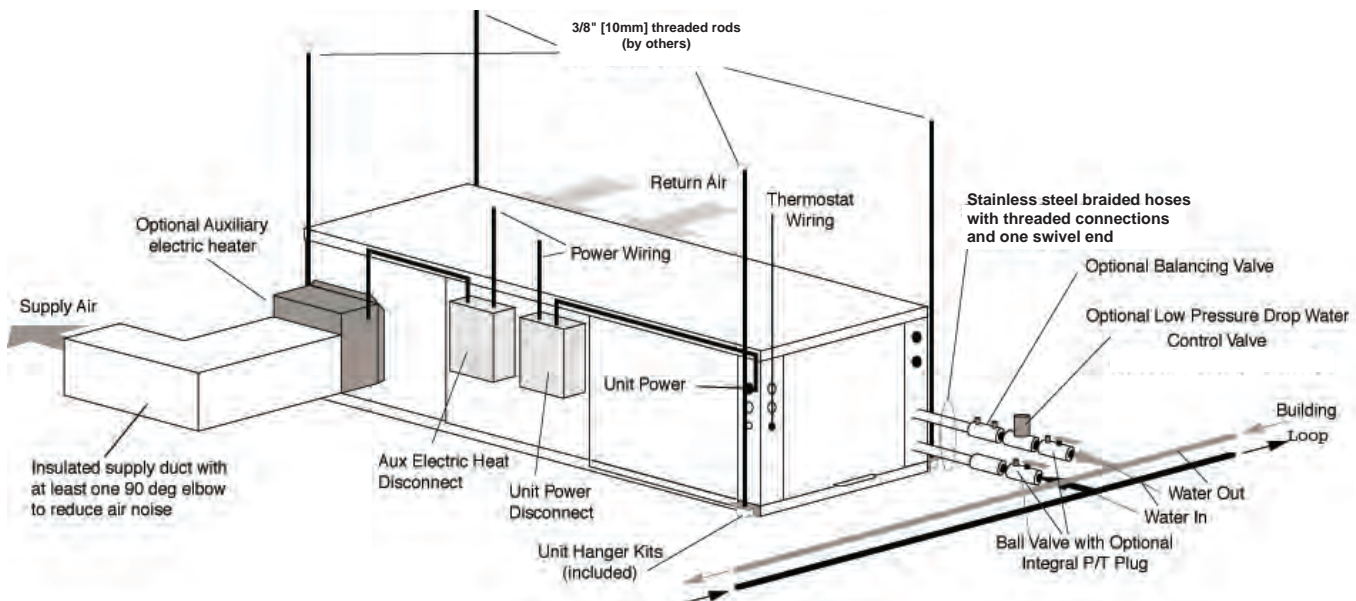 3/8" [10mm] threaded rods
(by others)
Return Air
Thermostat
Wiring
Stainless steel braided hoses
with threaded connections
and one swivel end
Optional Auxiliary
electric heater
Power Wiring
Optional Balancing Valve
Supply Air
Optional Low Pressure Drop Water
Control Valve
Unit Power
Building
Loop
Insulated supply duct with
at least one 90 deg elbow
to reduce air noise
Aux Electric Heat
Disconnect
Unit Power
Disconnect
Water Out
Water In
Unit Hanger Kits
(included)
Ball Valve with Optional
Integral P/T Plug